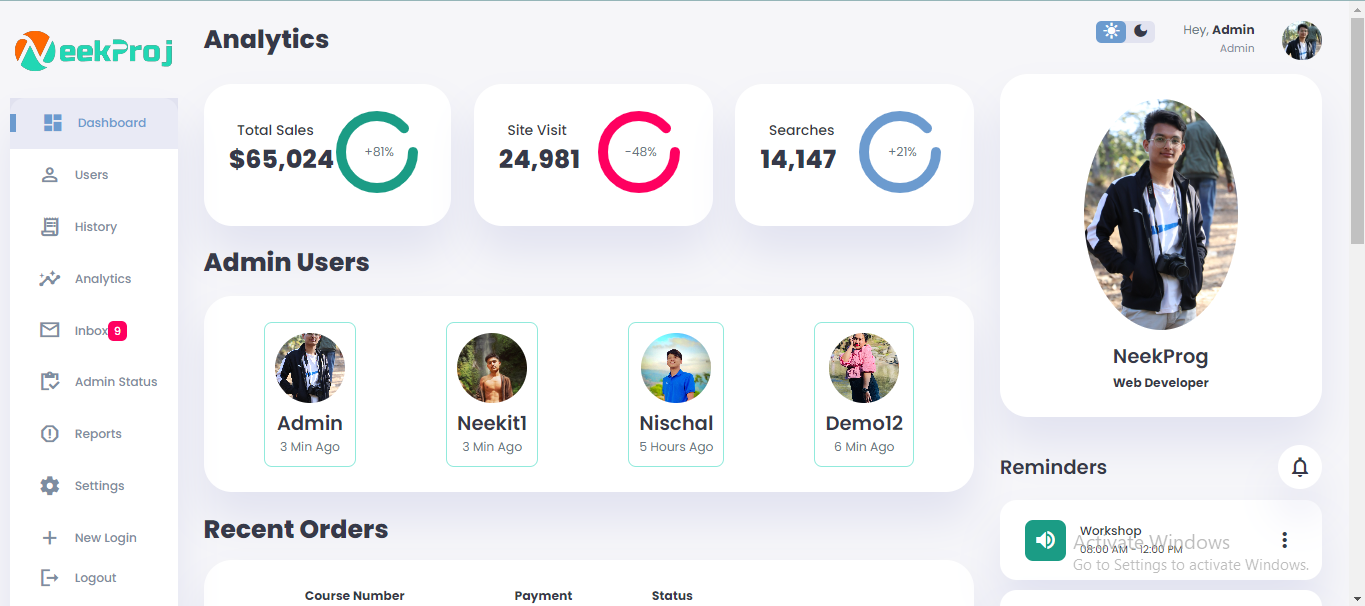 NeekProj
Dashboard
Users
History
Analytics
Inbox 9
Admin Status
Reports
Settings
New Login
Logout
Analytics
Total Sales
$65,024
+81%
Site Visit
24,981
-48%
Searches
14,147
+21%
Admin Users
Admin
3 Min Ago
Neekit1
3 Min Ago
Nischal
5 Hours Ago
Demo12
6 Min Ago
Recent Orders
Course Number Payment Status
Hey, Admin
Admin
NeekProg
Web Developer
Reminders
Workshop
08:00 AM - 12:00 PM
Activate Windows
Go to Settings to activate Windows.